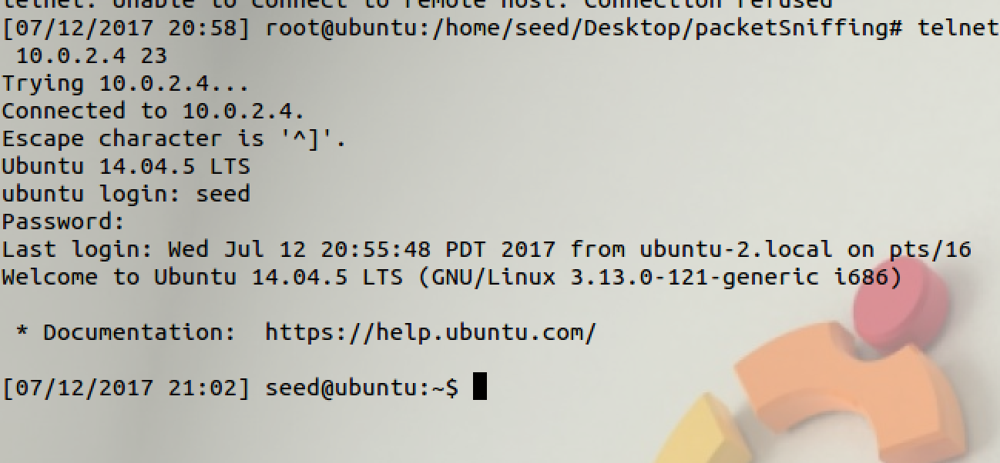 telnet: Unable to connect to remote host: Connection refused
[07/12/2017 20:58] root@ubuntu:/home/seed/Desktop/packetSniffing# telnet
 10.0.2.4 23
Trying 10.0.2.4...
Connected to 10.0.2.4.
Escape character is '^]'.
Ubuntu 14.04.5 LTS
ubuntu login: seed
Password:
Last login: Wed Jul 12 20:55:48 PDT 2017 from ubuntu-2.local on pts/16
Welcome to Ubuntu 14.04.5 LTS (GNU/Linux 3.13.0-121-generic i686)

 * Documentation:  https://help.ubuntu.com/

[07/12/2017 21:02] seed@ubuntu:~$